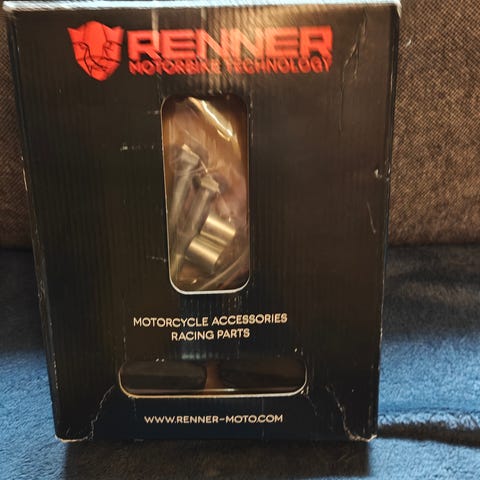 RENNER
MOTORBIKE TECHNOLOGY
MOTORCYCLE ACCESSORIES
RACING PARTS
WWW.RENNER-MOTO.COM